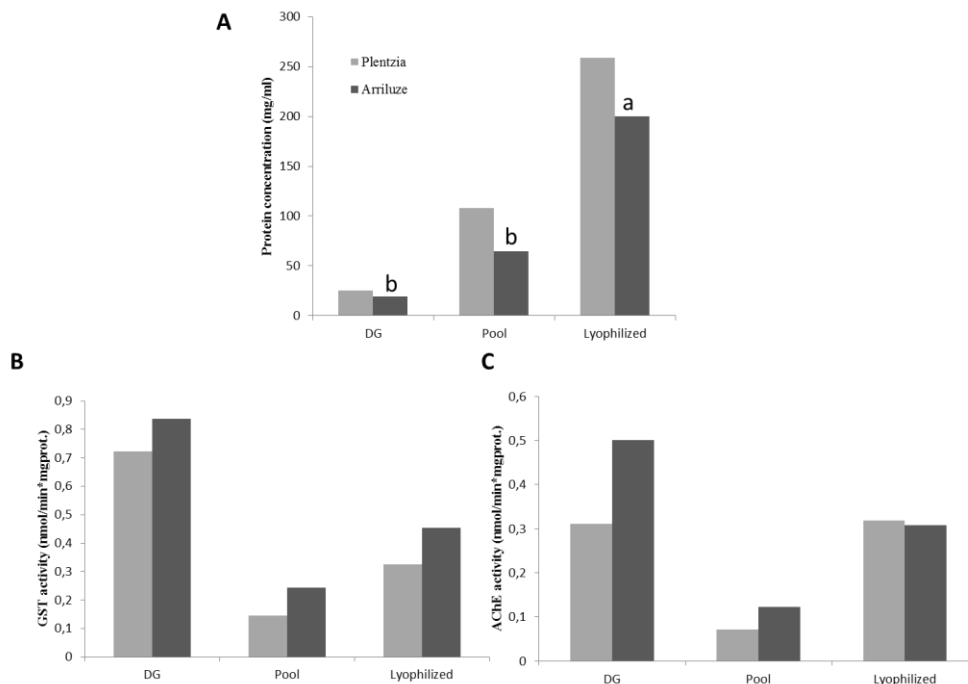 A
Protein concentration (mg/ml)
300
250
200
150
100
50
0
Plentzia
Arriluze
b
b
a
DG Pool Lyophilized
B
GST activity (nmol/min*mgprot.)
0,9
0,8
0,7
0,6
0,5
0,4
0,3
0,2
0,1
0
DG Pool Lyophilized
C
AChE activity (nmol/min*mgprot.)
0,6
0,5
0,4
0,3
0,2
0,1
0
DG Pool Lyophilized